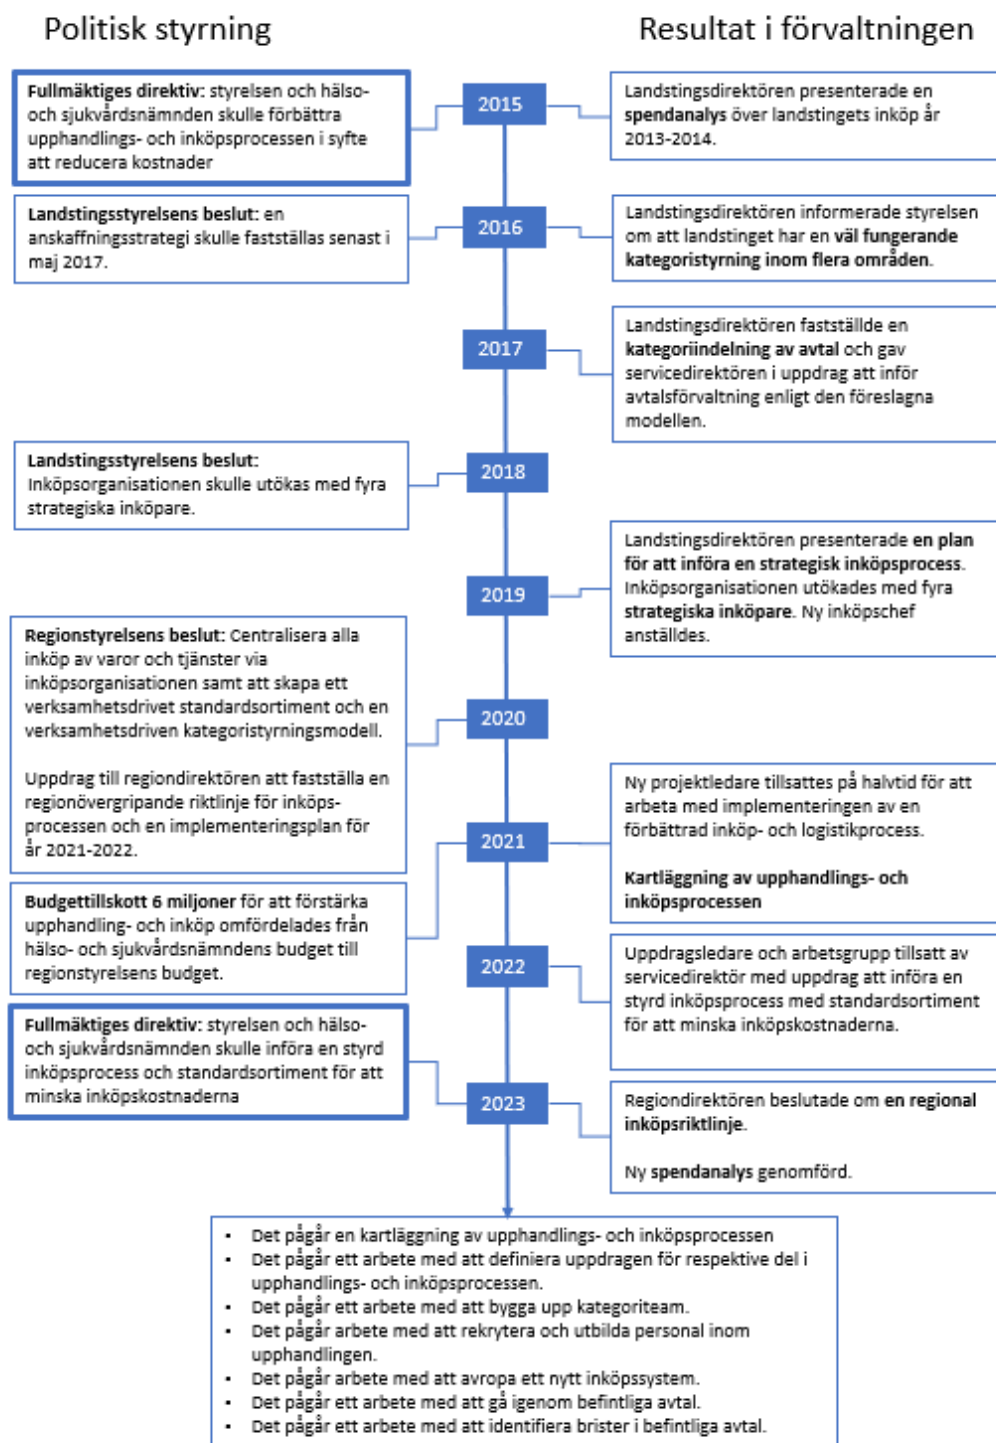 Politisk styrning
Resultat i förvaltningen
Fullmäktiges direktiv: styrelsen och hälso-
och sjukvårdsnämnden skulle förbättra
upphandlings- och inköpsprocessen i syfte
att reducera kostnader
2015
Landstingsdirektören presenterade en
spendanalys över landstingets inköp år
2013-2014.
Landstingsstyrelsens beslut: en
anskaffningsstrategi skulle fastställas senast i
maj 2017.
2016
Landstingsdirektören informerade styrelsen
om att landstinget har en väl fungerande
kategoristyrning inom flera områden.
2017
Landstingsdirektören fastställde en
kategoriindelning av avtal och gav
servicedirektören i uppdrag att inför
avtalsförvaltning enligt den föreslagna
modellen.
Landstingsstyrelsens beslut:
Inköpsorganisationen skulle utökas med fyra
strategiska inköpare.
2018
2019
Landstingsdirektören presenterade en plan
för att införa en strategisk inköpsprocess.
Inköpsorganisationen utökades med fyra
strategiska inköpare. Ny inköpschef
anställdes.
Regionstyrelsens beslut: Centralisera alla
inköp av varor och tjänster via
inköpsorganisationen samt att skapa ett
verksamhetsdrivet standardsortiment och en
verksamhetsdriven kategoristyrningsmodell.
Uppdrag till regiondirektören att fastställa en
regionövergripande riktlinje för inköps-
processen och en implementeringsplan för
år 2021-2022.
2020
2021
Ny projektledare tillsattes på halvtid för att
arbeta med implementeringen av en
förbättrad inköp- och logistikprocess.
Kartläggning av upphandlings- och
inköpsprocessen
Budgettillskott 6 miljoner för att förstärka
upphandling- och inköp omfördelades från
hälso- och sjukvårdsnämndens budget till
regionstyrelsens budget.
2022
Uppdragsledare och arbetsgrupp tillsatt av
servicedirektör med uppdrag att införa en
styrd inköpsprocess med standardsortiment
för att minska inköpskostnaderna.
Fullmäktiges direktiv: styrelsen och hälso-
och sjukvårdsnämnden skulle införa en styrd
inköpsprocess och standardsortiment för att
minska inköpskostnaderna
2023
Regiondirektören beslutade om en regional
inköpsriktlinje.
Ny spendanalys genomförd.
▪ Det pågår en kartläggning av upphandlings- och inköpsprocessen
▪ Det pågår ett arbete med att definiera uppdragen för respektive del i
upphandlings- och inköpsprocessen.
▪ Det pågår ett arbete med att bygga upp kategoriteam.
▪ Det pågår arbete med att rekrytera och utbilda personal inom
upphandlingen.
▪ Det pågår arbete med att avropa ett nytt inköpssystem.
▪ Det pågår ett arbete med att gå igenom befintliga avtal.
▪ Det pågår ett arbete med att identifiera brister i befintliga avtal.